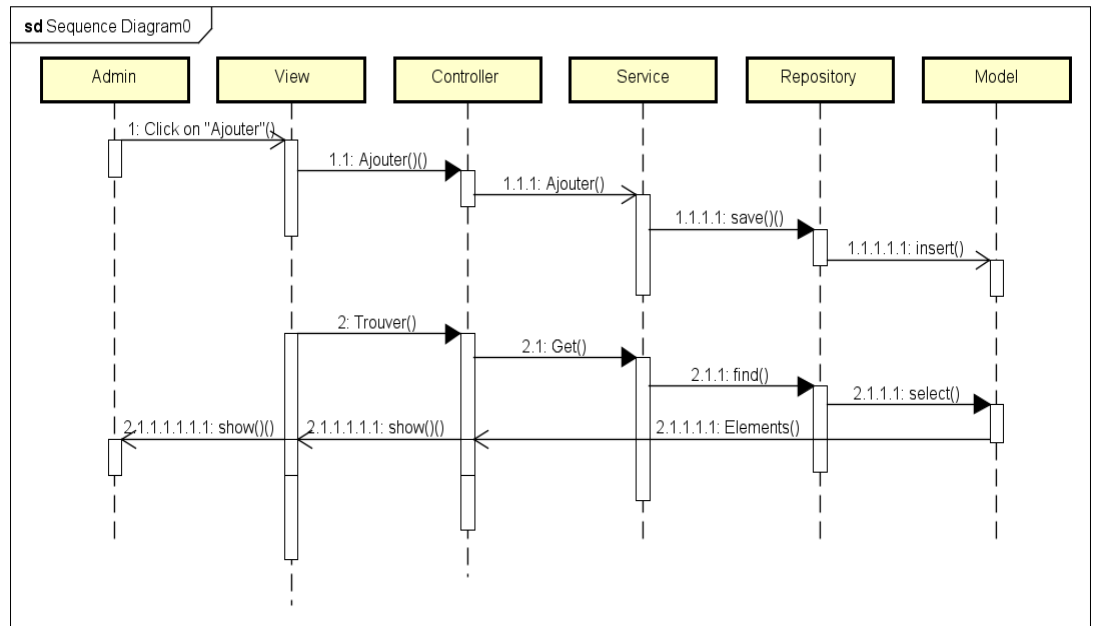 sd Sequence Diagram0
Admin
View
Controller
Service
Repository
Model
1: Click on "Ajouter"()
1.1: Ajouter()()
1.1.1: Ajouter()
1.1.1.1: save()()
1.1.1.1.1: insert()
2: Trouver()
2.1: Get()
2.1.1: find()
2.1.1.1: select()
2.1.1.1.1.1.1: show()()
2.1.1.1.1.1: show()()
2.1.1.1.1: Elements()